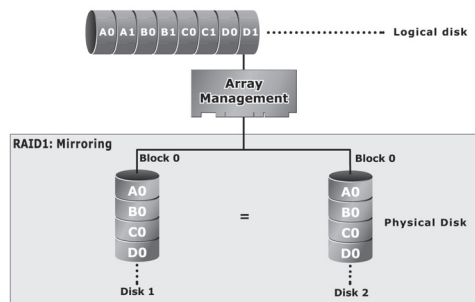 A0 A1 B0 B1 C0 C1 D0 D1 Logical disk
Array
Management
RAID1: Mirroring
Block 0 Block 0
A0 A0
B0 = B0
C0 C0 Physical Disk
D0 D0
Disk 1 Disk 2